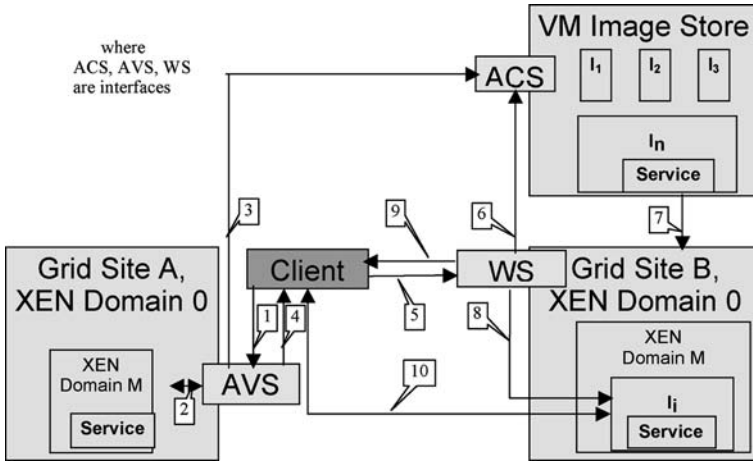 where
ACS, AVS, WS
are interfaces
VM Image Store
ACS
I1
I2
I3
In
Service
3
9
6
7
Grid Site A,
XEN Domain 0
Client
WS
Grid Site B,
XEN Domain 0
1
4
5
8
XEN
Domain M
AVS
2
Service
10
XEN
Domain M
Ii
Service